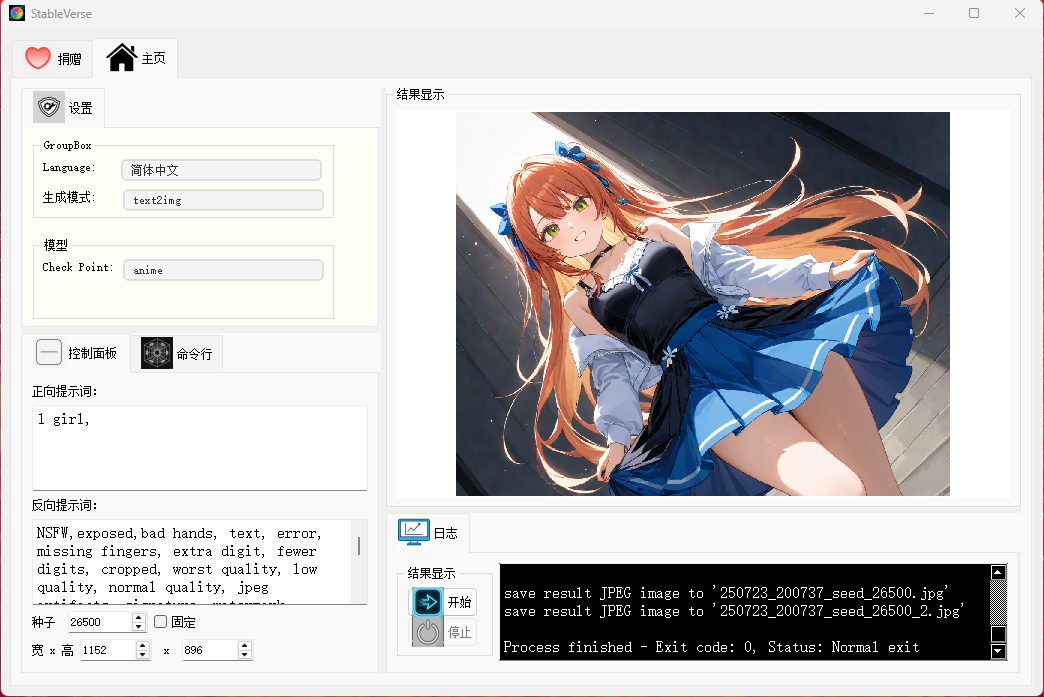 StableVerse
捐赠
主页
设置
GroupBox
Language:
简体中文
生成模式:
text2img
模型
Check Point:
anime
控制面板
命令行
正向提示词:
1 girl,
反向提示词:
NSFW,exposed,bad hands, text, error,
missing fingers, extra digit, fewer
digits, cropped, worst quality, low
quality, normal quality, jpeg
种子
26500
固定
宽 x 高
1152
x
896
结果显示
日志
结果显示
开始
停止
save result JPEG image to '250723_200737_seed_26500.jpg'
save result JPEG image to '250723_200737_seed_26500_2.jpg'
Process finished - Exit code: 0, Status: Normal exit